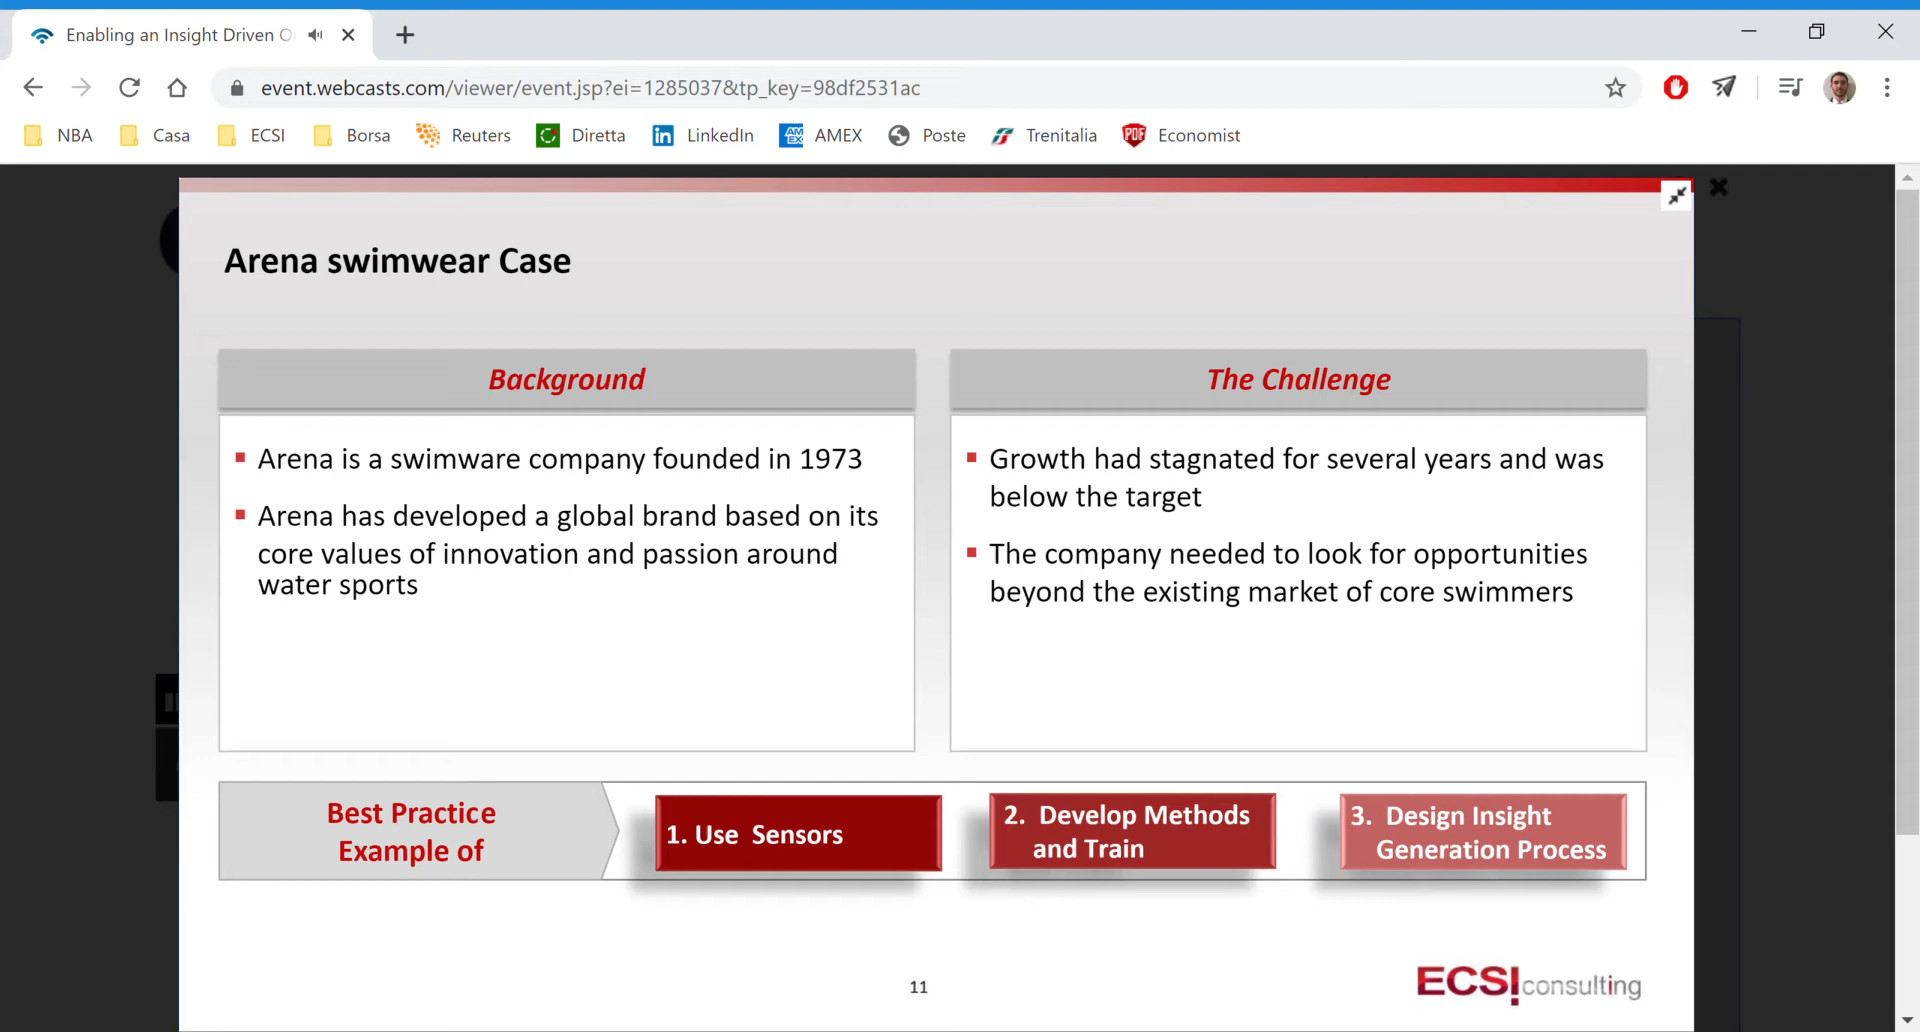 Enabling an Insight Driven O
event.webcasts.com/viewer/event.jsp?ei=1285037&tp_key=98df2531ac
NBA Casa ECSI Borsa Reuters Diretta LinkedIn AMEX Poste Trenitalia PDF Economist
Arena swimwear Case
Background
▪ Arena is a swimware company founded in 1973
▪ Arena has developed a global brand based on its
core values of innovation and passion around
water sports
The Challenge
▪ Growth had stagnated for several years and was
below the target
▪ The company needed to look for opportunities
beyond the existing market of core swimmers
Best Practice
Example of
1. Use Sensors
2. Develop Methods
and Train
3. Design Insight
Generation Process
11
ECS!consulting